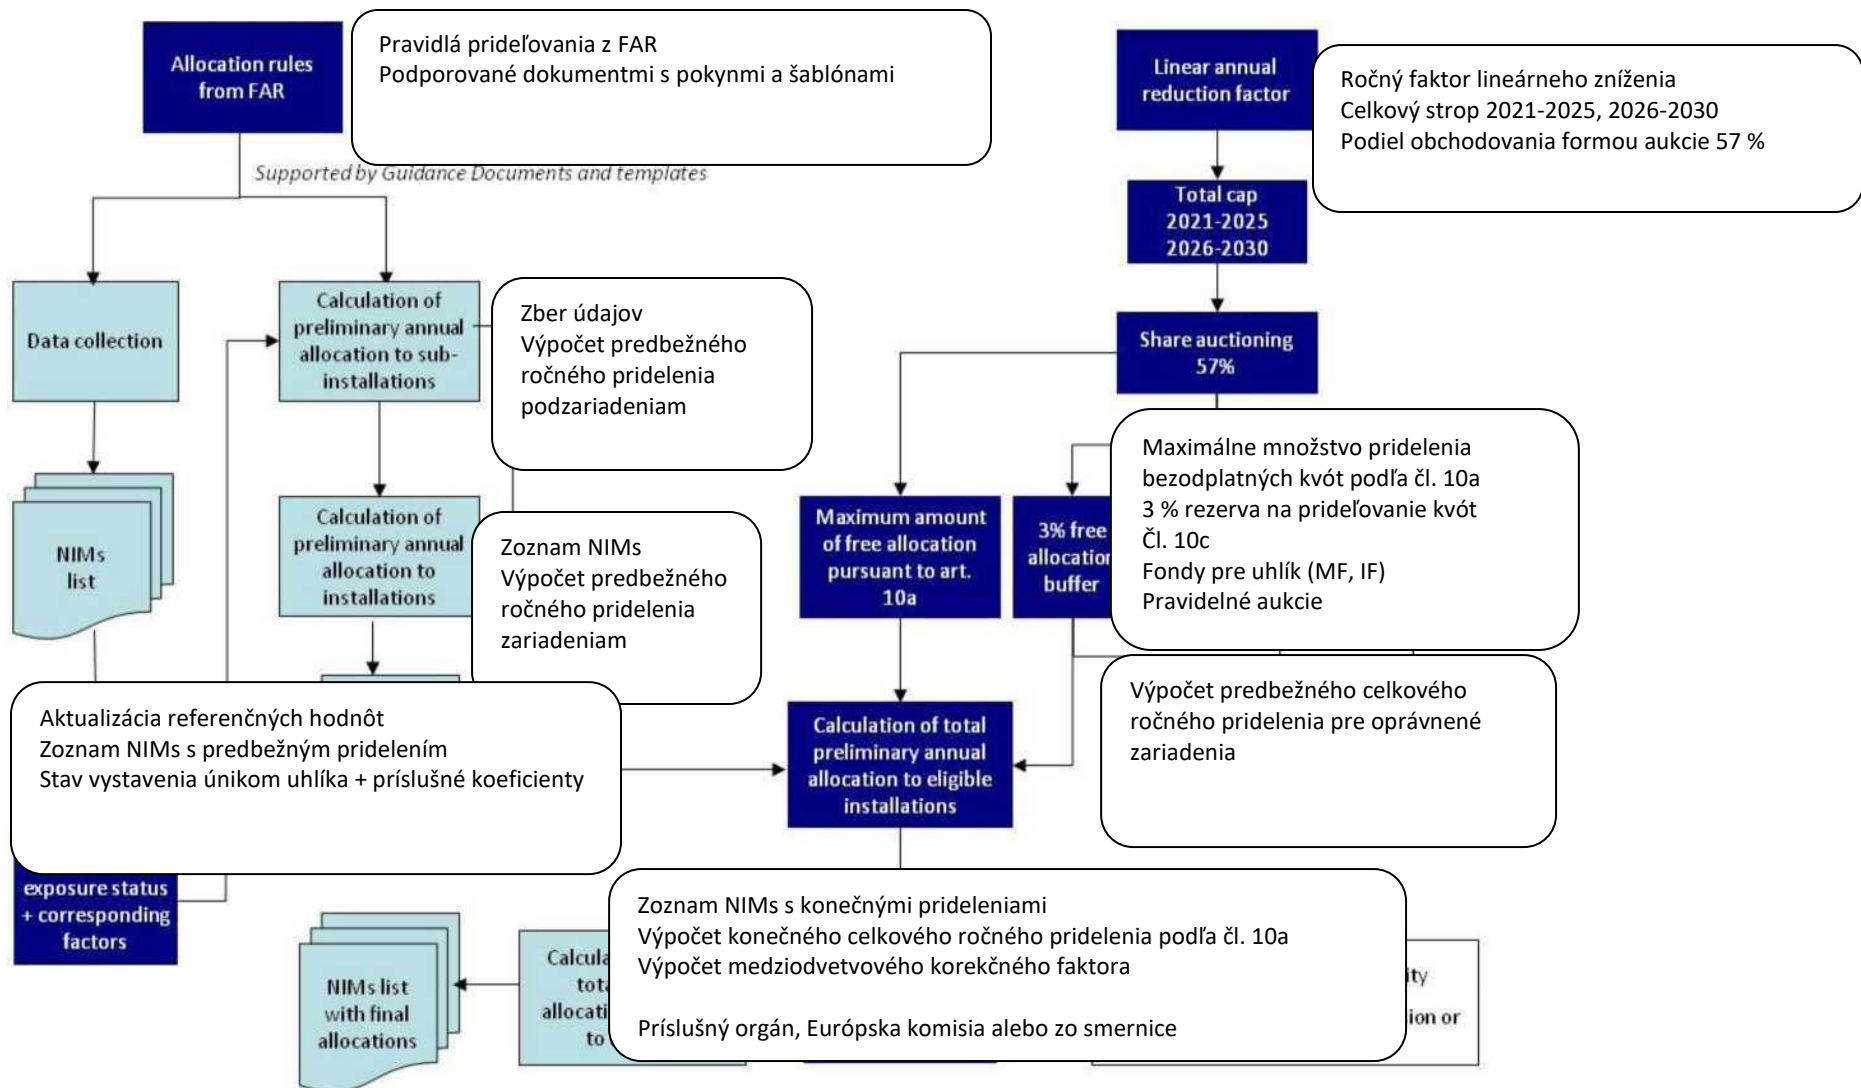 Allocation rules
from FAR
Pravidlá prideľovania z FAR
Podporované dokumentmi s pokynmi a šablónami
Supported by Guidance Documents and templates
Linear annual
reduction factor
Ročný faktor lineárneho zníženia
Celkový strop 2021-2025, 2026-2030
Podiel obchodovania formou aukcie 57 %
Total cap
2021-2025
2026-2030
Data collection
Calculation of
preliminary annual
allocation to sub-
installations
Zber údajov
Výpočet predbežného
ročného pridelenia
podzariadeniam
Share auctioning
57%
NIMs
list
Calculation of
preliminary annual
allocation to
installations
Zoznam NIMs
Výpočet predbežného
ročného pridelenia
zariadeniam
Maximum amount
of free allocation
pursuant to art.
10a
3% free
allocation
buffer
Maximálne množstvo pridelenia
bezodplatných kvót podľa čl. 10a
3 % rezerva na prideľovanie kvót
Čl. 10c
Fondy pre uhlík (MF, IF)
Pravidelné aukcie
Aktualizácia referenčných hodnôt
Zoznam NIMs s predbežným pridelením
Stav vystavenia únikom uhlíka + príslušné koeficienty
Calculation of total
preliminary annual
allocation to eligible
installations
Výpočet predbežného celkového
ročného pridelenia pre oprávnené
zariadenia
exposure status
+ corresponding
factors
NIMs list
with final
allocations
Zoznam NIMs s konečnými prideleniami
Výpočet konečného celkového ročného pridelenia podľa čl. 10a
Výpočet medziodvetvového korekčného faktora
Príslušný orgán, Európska komisia alebo zo smernice
to
or